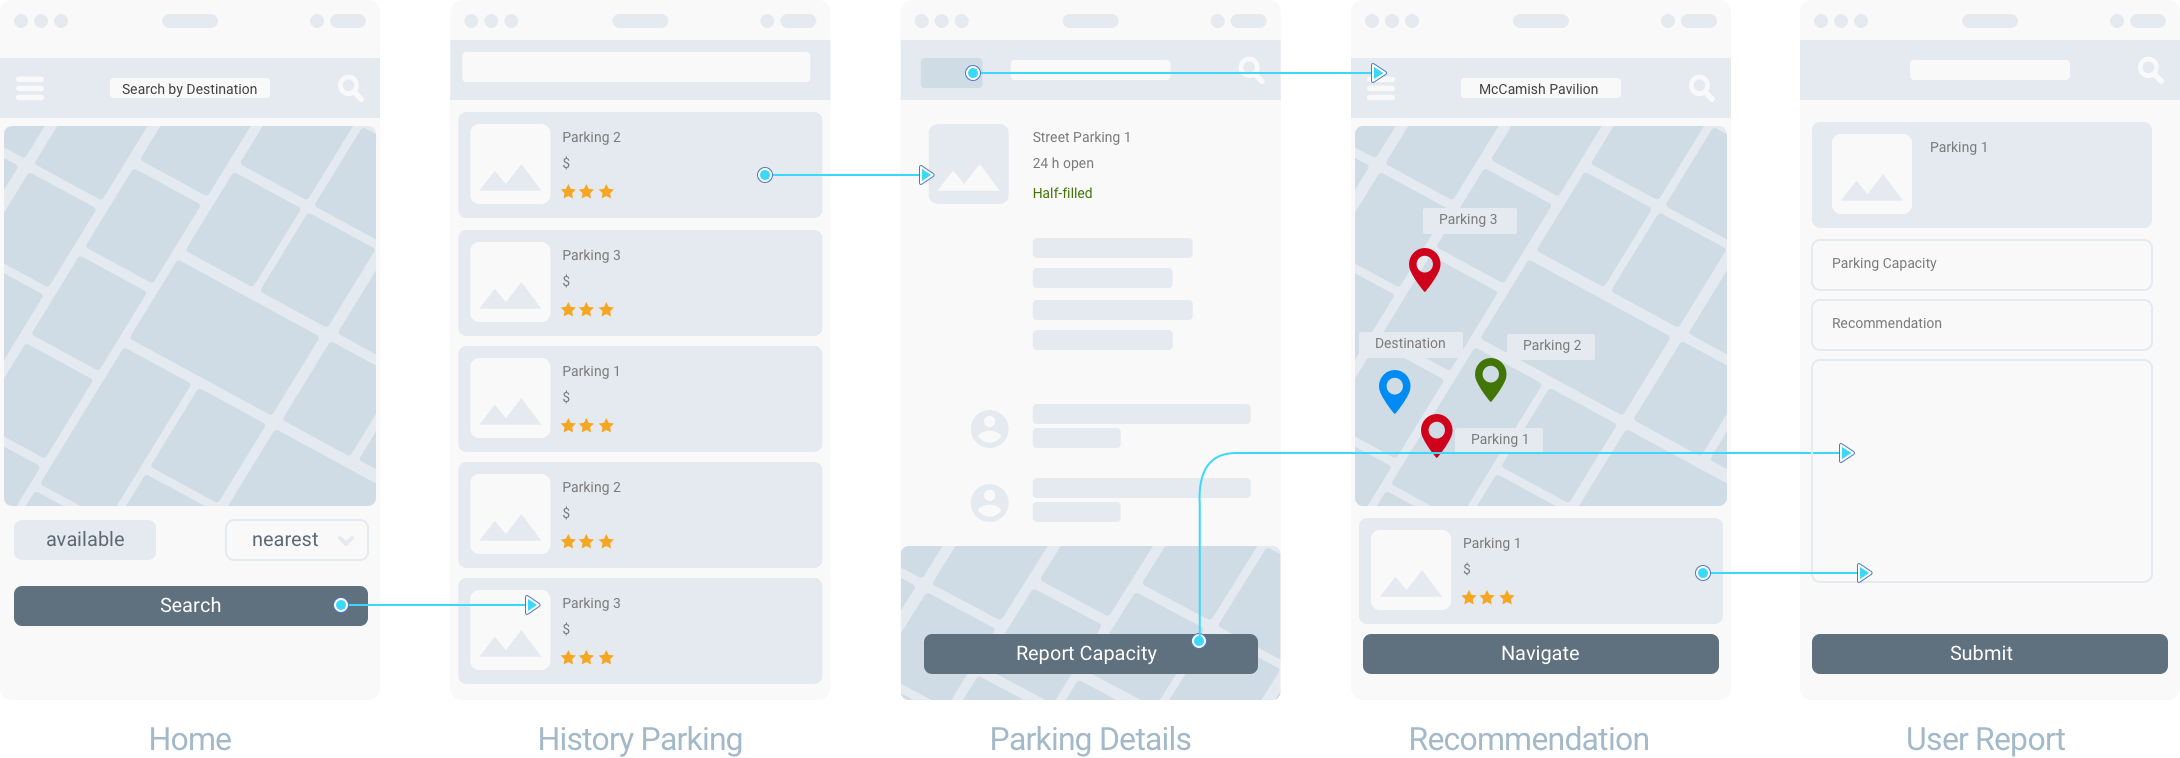 Search by Destination
available
nearest
Search
Home
Parking 2
$
Parking 3
$
Parking 1
$
Parking 2
$
Parking 3
$
History Parking
Street Parking 1
24 h open
Half-filled
Report Capacity
Parking Details
McCamish Pavilion
Parking 3
Destination
Parking 2
Parking 1
Parking 1
$
Navigate
Recommendation
Parking 1
Parking Capacity
Recommendation
Submit
User Report